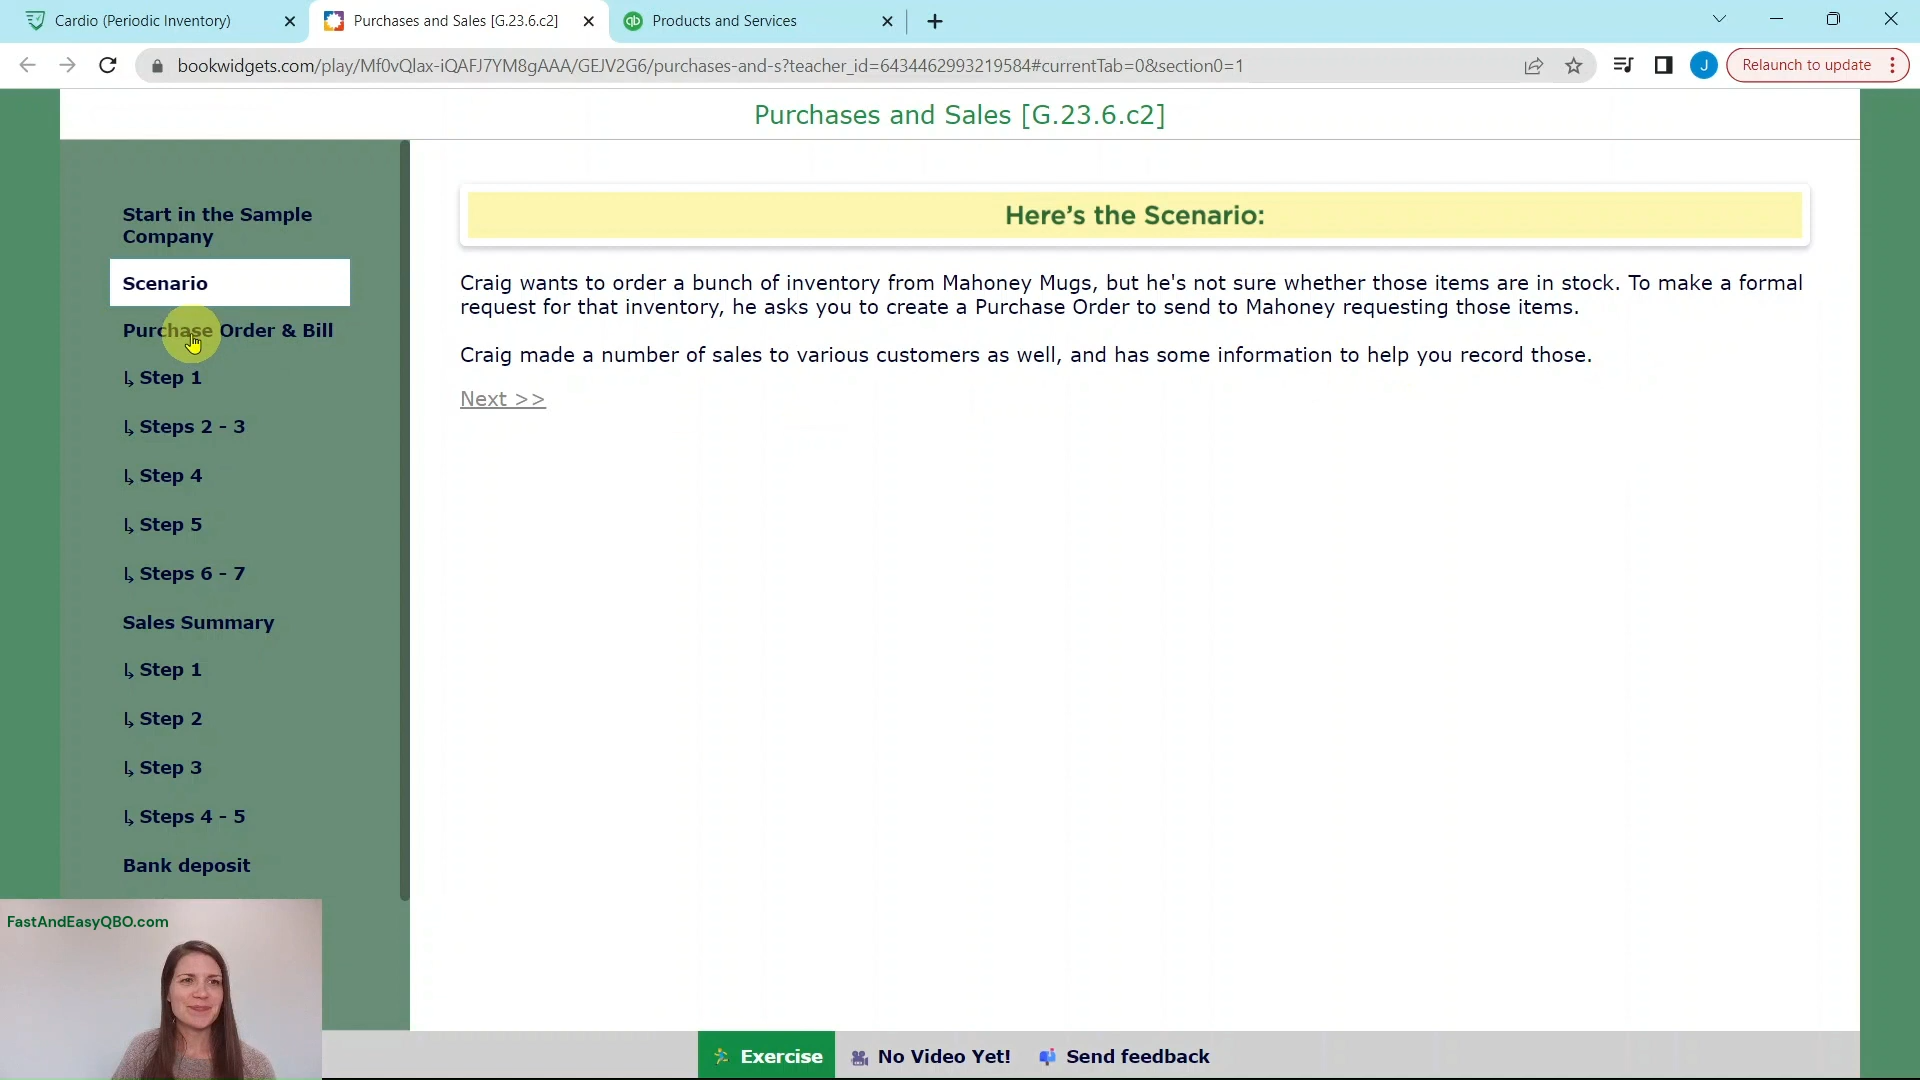 Cardio (Periodic Inventory)
Purchases and Sales [G.23.6.c2]
qb
Products and Services
bookwidgets.com/play/Mf0vQlax-iQAFJ7YM8gAAA/GEJV2G6/purchases-and-s?teacher_id=6434462993219584#currentTab=0&section0=1
J
Relaunch to update
Purchases and Sales [G.23.6.c2]
Start in the Sample
Company
Scenario
Purchase Order & Bill
↳ Step 1
↳ Steps 2 - 3
↳ Step 4
↳ Step 5
↳ Steps 6 - 7
Sales Summary
↳ Step 1
↳ Step 2
↳ Step 3
↳ Steps 4 - 5
Bank deposit
Here's the Scenario:
Craig wants to order a bunch of inventory from Mahoney Mugs, but he's not sure whether those items are in stock. To make a formal
request for that inventory, he asks you to create a Purchase Order to send to Mahoney requesting those items.
Craig made a number of sales to various customers as well, and has some information to help you record those.
Next >>
FastAndEasyQBO.com
Exercise
No Video Yet!
Send feedback